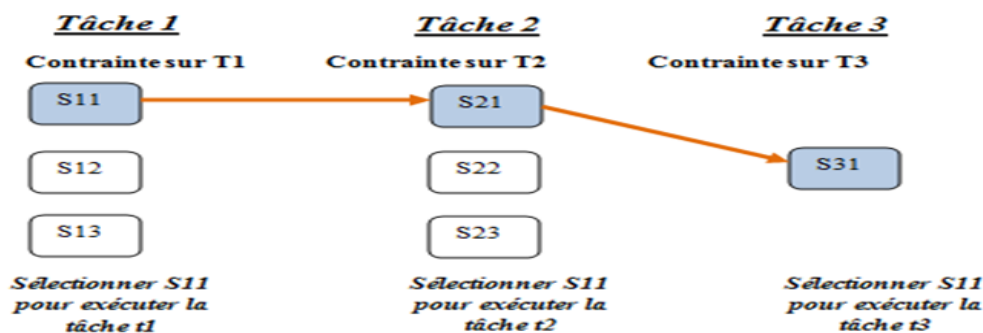 Tâche 1
Tâche 2
Tâche 3
Contrainte sur T1
Contrainte sur T2
Contrainte sur T3
S11
S21
S31
S12
S22
S13
S23
Sélectionner S11
pour exécuter la
tâche t1
Sélectionner S11
pour exécuter la
tâche t2
Sélectionner S11
pour exécuter la
tâche t3